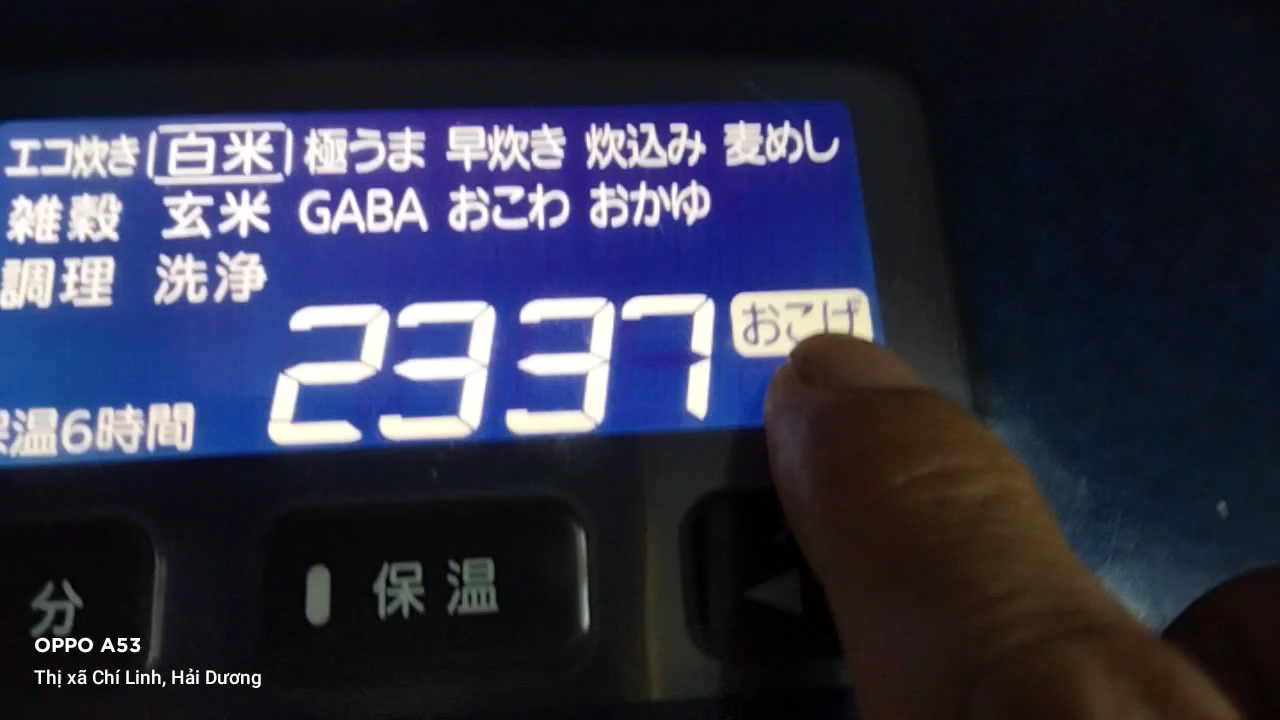 エコ炊き 白米 極うま 早炊き 炊込み 麦めし
雑穀 玄米 GABA おこわ おかゆ
調理 洗浄
2337 おこげ
保温6時間
分 保温
OPPO A53
Thị xã Chí Linh, Hải Dương